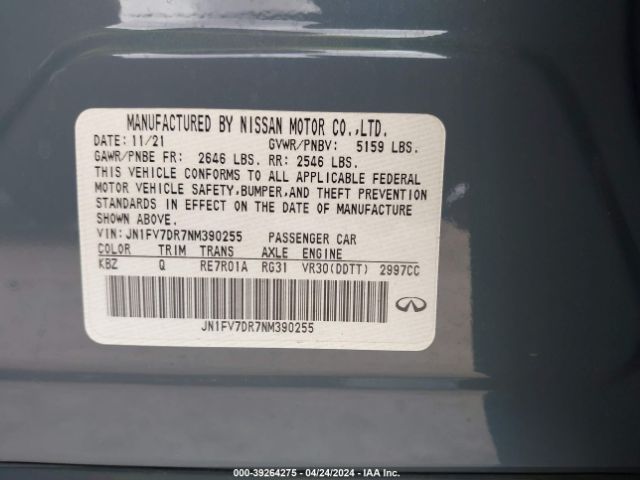 MANUFACTURED BY NISSAN MOTOR CO.,LTD.
DATE: 11/21 GVWR/PNBV: 5159 LBS.
GAWR/PNBE FR: 2646 LBS. RR: 2546 LBS.
THIS VEHICLE CONFORMS TO ALL APPLICABLE FEDERAL
MOTOR VEHICLE SAFETY,BUMPER,AND THEFT PREVENTION
STANDARDS IN EFFECT ON THE DATE OF MANUFACTURE
SHOWN ABOVE.
VIN: JN1FV7DR7NM390255 PASSENGER CAR
COLOR TRIM TRANS AXLE ENGINE
KBZ Q RE7R01A RG31 VR30(DDTT) 2997CC
JN1FV7DR7NM390255
000-39264275 - 04/24/2024 - IAA Inc.